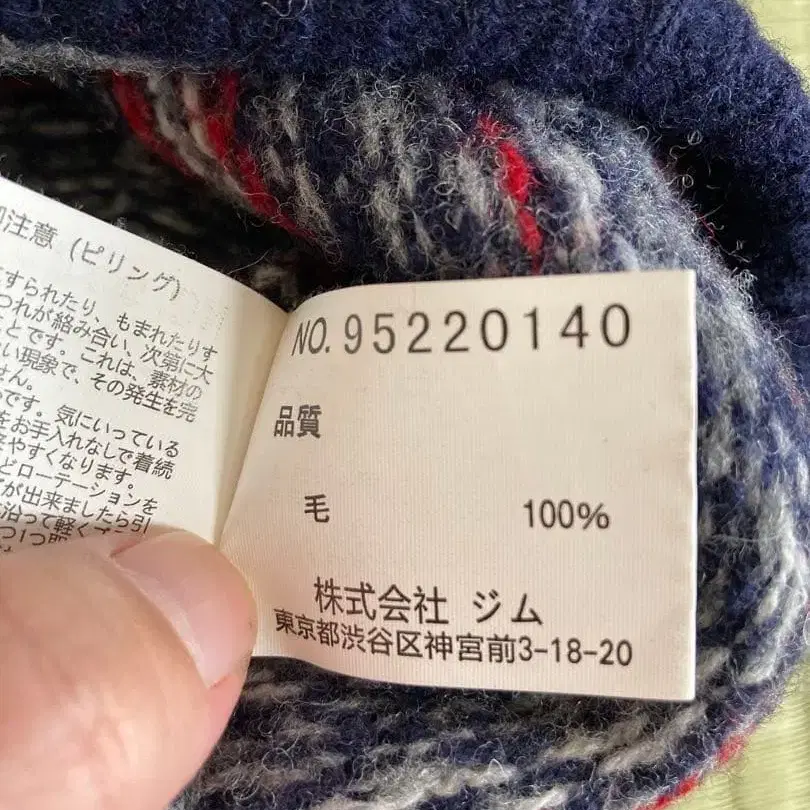 注意 (ピリング)
すられたり、もまれたりす
つれが絡み合い、次第に大
とです。これは、素材の
い現象で、その発生を完
せん。
です。気にいっている
をお手入れなしで着続
やすくなります。
どローテーションを
が出来ましたら引
沿って軽く
NO. 95220140
品質
毛 100%
株式会社 ジム
東京都渋谷区神宮前3-18-20